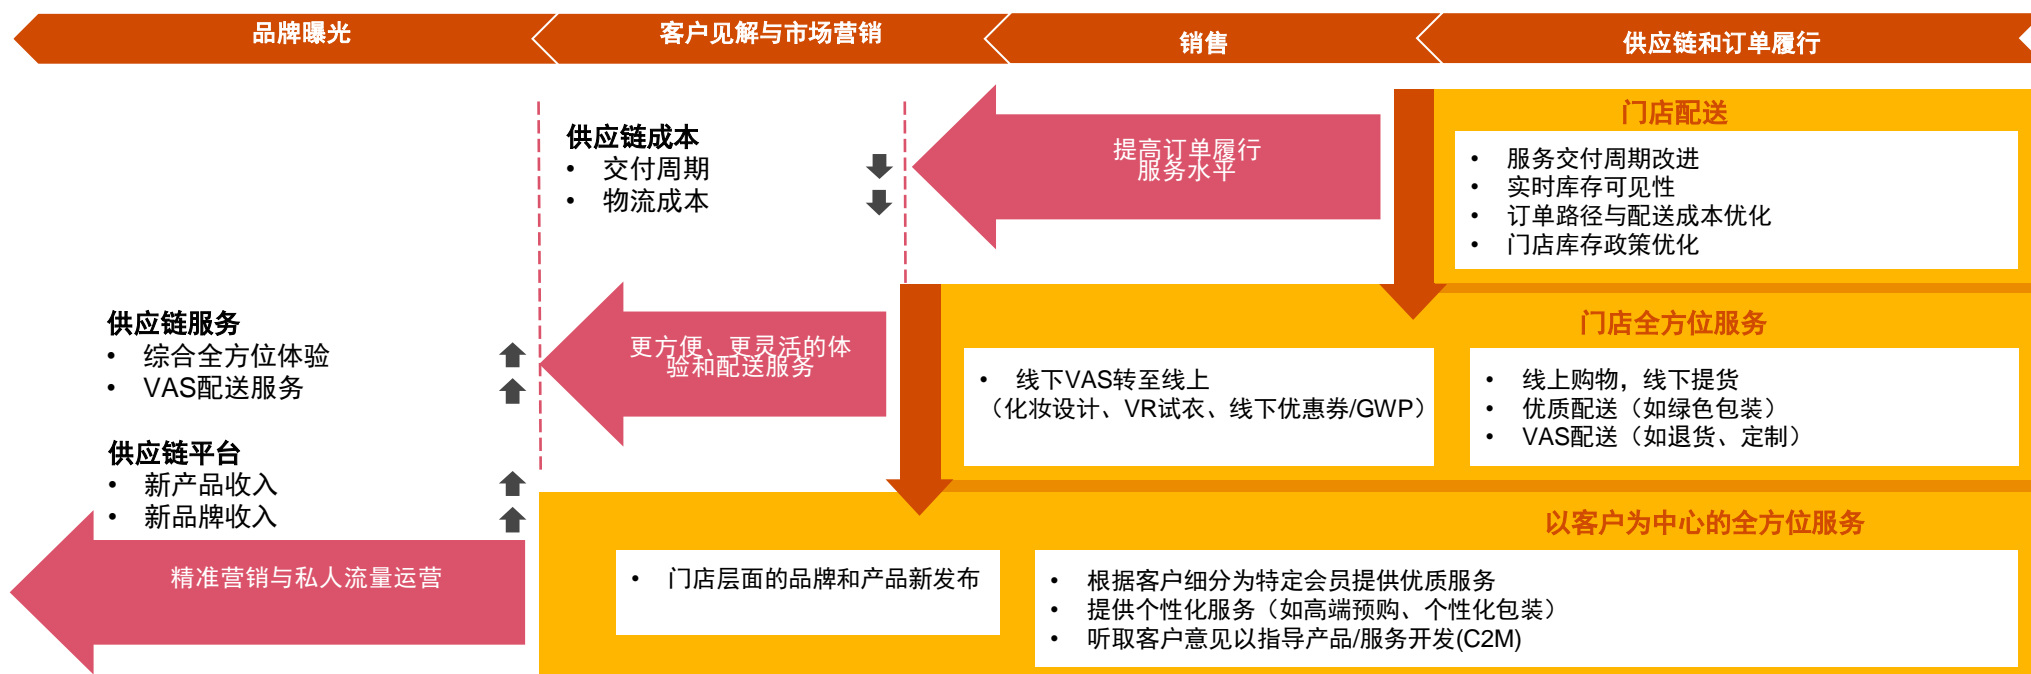 品牌曝光
客户见解与市场营销
销售
供应链和订单履行
供应链成本
• 交付周期
• 物流成本
提高订单履行
服务水平
门店配送
• 服务交付周期改进
• 实时库存可见性
• 订单路径与配送成本优化
• 门店库存政策优化
供应链服务
• 综合全方位体验
• VAS配送服务
更方便、更灵活的体
验和配送服务
门店全方位服务
• 线下VAS转至线上
（化妆设计、VR试衣、线下优惠券/GWP）
• 线上购物，线下提货
• 优质配送（如绿色包装）
• VAS配送（如退货、定制）
供应链平台
• 新产品收入
• 新品牌收入
精准营销与私人流量运营
以客户为中心的全方位服务
• 门店层面的品牌和产品新发布
• 根据客户细分为特定会员提供优质服务
• 提供个性化服务（如高端预购、个性化包装）
• 听取客户意见以指导产品/服务开发(C2M)